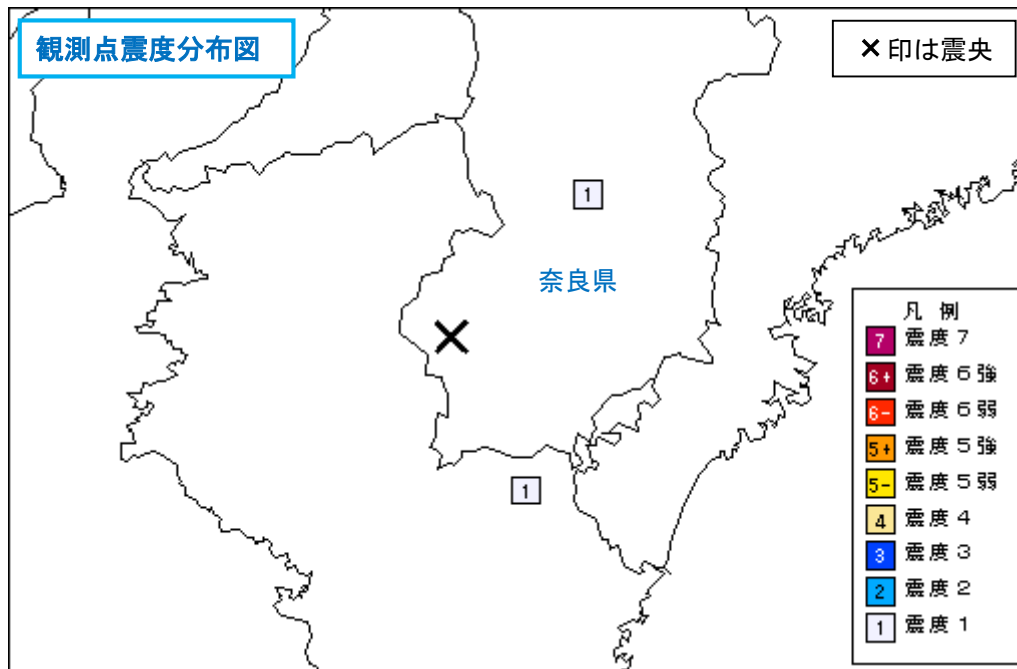 観測点震度分布図
×印は震央
1
奈良県
1
凡 例
7 震度7
6+ 震度6強
6- 震度6弱
5+ 震度5強
5- 震度5弱
4 震度4
3 震度3
2 震度2
1 震度1